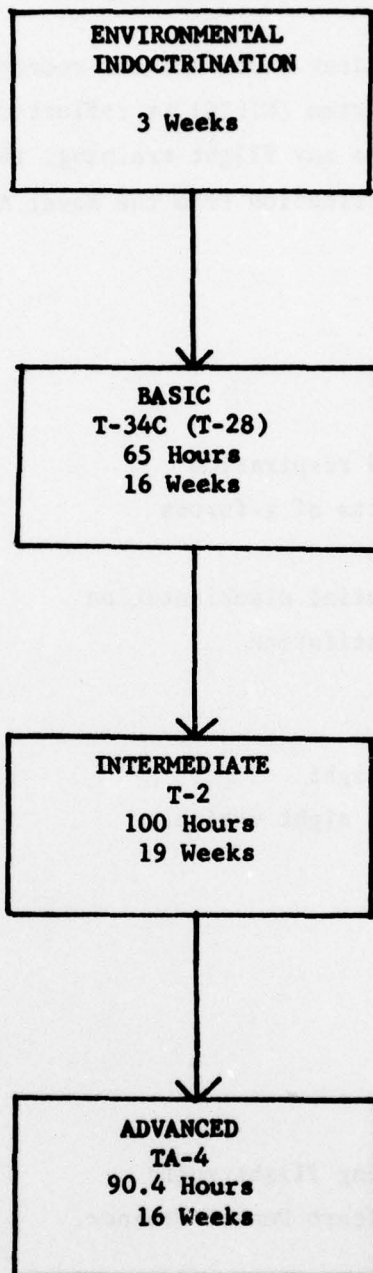 ENVIRONMENTAL
INDOCTRINATION
3 Weeks
BASIC
T-34C (T-28)
65 Hours
16 Weeks
INTERMEDIATE
T-2
100 Hours
19 Weeks
ADVANCED
TA-4
90.4 Hours
16 Weeks